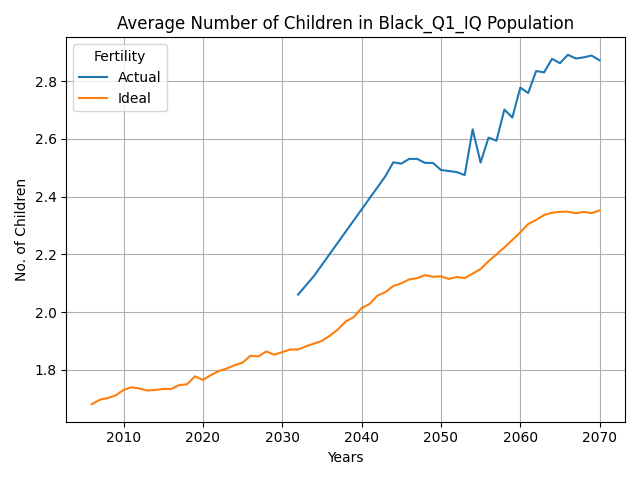 Average Number of Children in Black_Q1_IQ Population
Fertility
Actual
Ideal
No. of Children
2.8
2.6
2.4
2.2
2.0
1.8
2010 2020 2030 2040 2050 2060 2070
Years